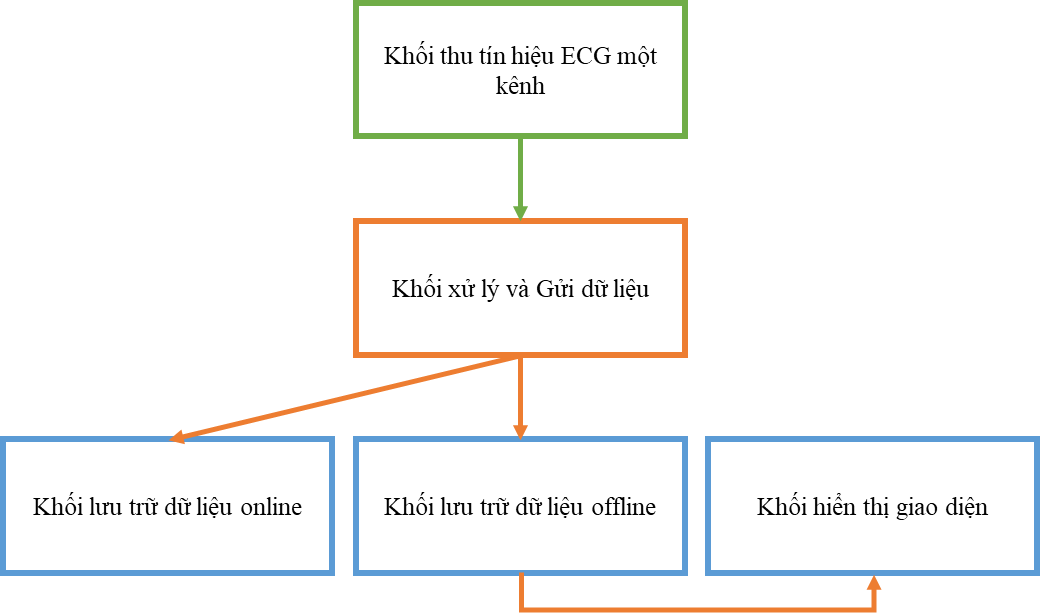 Khối thu tín hiệu ECG một
kênh
Khối xử lý và Gửi dữ liệu
Khối lưu trữ dữ liệu online
Khối lưu trữ dữ liệu offline
Khối hiển thị giao diện